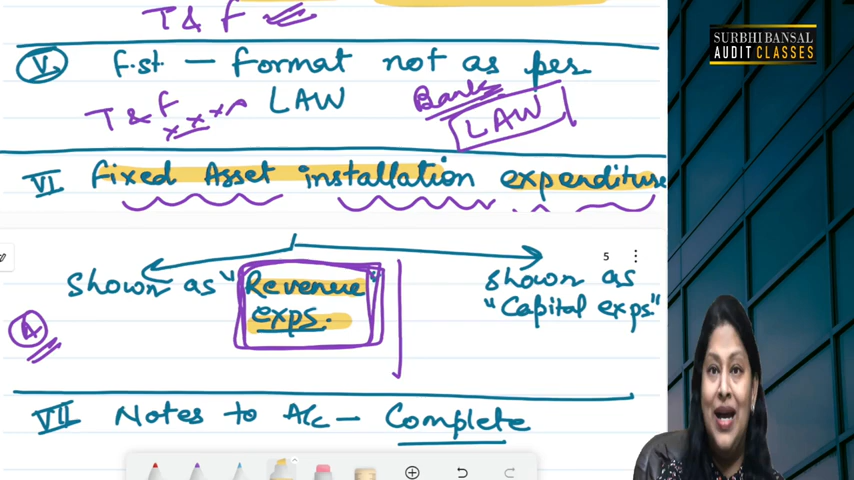 T & F
SURBHI BANSAL
AUDIT CLASSES
V. f.st. — format not as per
LAW
T & F xxx
Bank
LAW
VI fixed Asset installation expenditure
5
shown as "Revenue"
exps.
shown as
"Capital exps"
A
VII Notes to A/c — Complete